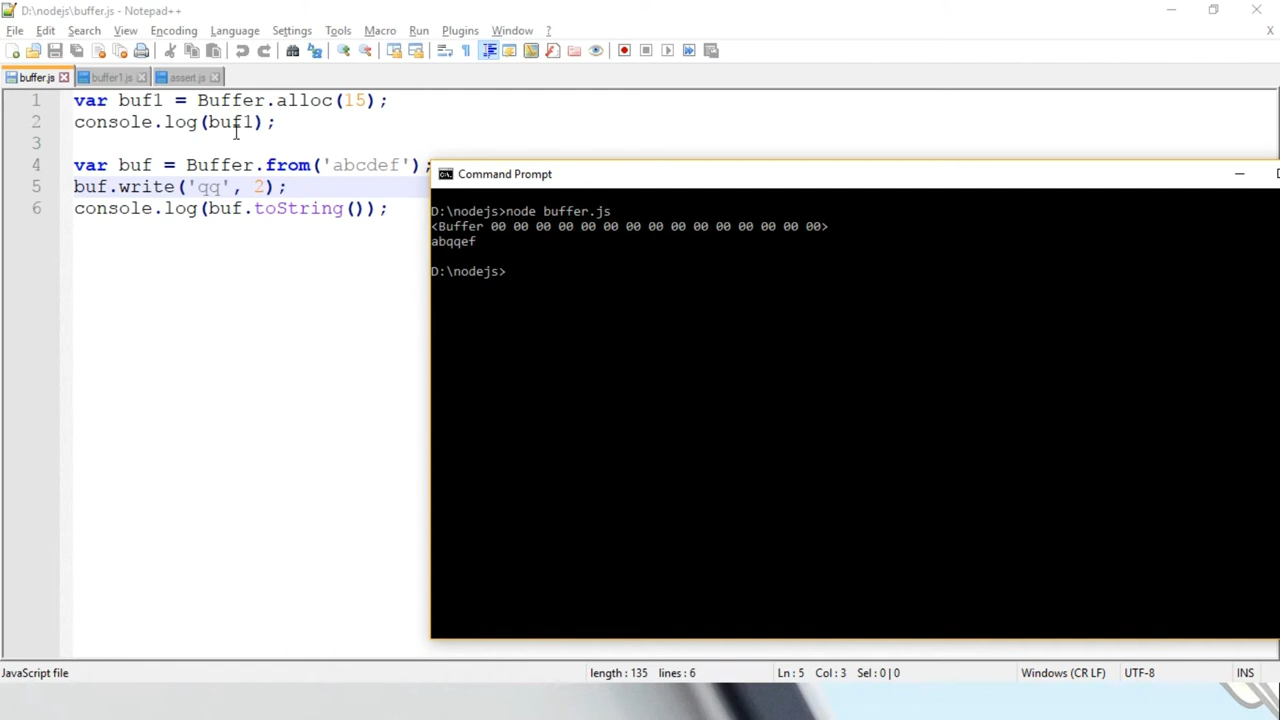 D:\nodejs\buffer.js - Notepad++
File Edit Search View Encoding Language Settings Tools Macro Run Plugins Window ? X
buffer.js buffer1.js assert.js
1 var buf1 = Buffer.alloc(15);
2 console.log(buf1);
3
4 var buf = Buffer.from('abcdef');
5 buf.write('qq', 2);
6 console.log(buf.toString());
Command Prompt
D:\nodejs>node buffer.js
<Buffer 00 00 00 00 00 00 00 00 00 00 00 00 00 00 00>
abqqef
D:\nodejs>
JavaScript file length : 135 lines : 6 Ln : 5 Col : 3 Sel : 0 | 0 Windows (CR LF) UTF-8 INS